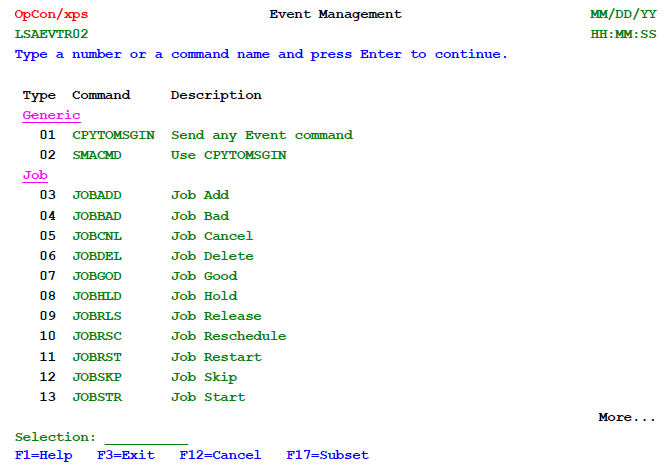 OpCon/xps Event Management MM/DD/YY
LSAEVTR02 HH:MM:SS
Type a number or a command name and press Enter to continue.
Type Command Description
Generic
01 CPYTOMSGIN Send any Event command
02 SMACMD Use CPYTOMSGIN
Job
03 JOBADD Job Add
04 JOBBAD Job Bad
05 JOBCNL Job Cancel
06 JOBDEL Job Delete
07 JOBGOD Job Good
08 JOBHLD Job Hold
09 JOBRLS Job Release
10 JOBRSC Job Reschedule
11 JOBRST Job Restart
12 JOBSKP Job Skip
13 JOBSTR Job Start
More...
Selection: __________
F1=Help F3=Exit F12=Cancel F17=Subset